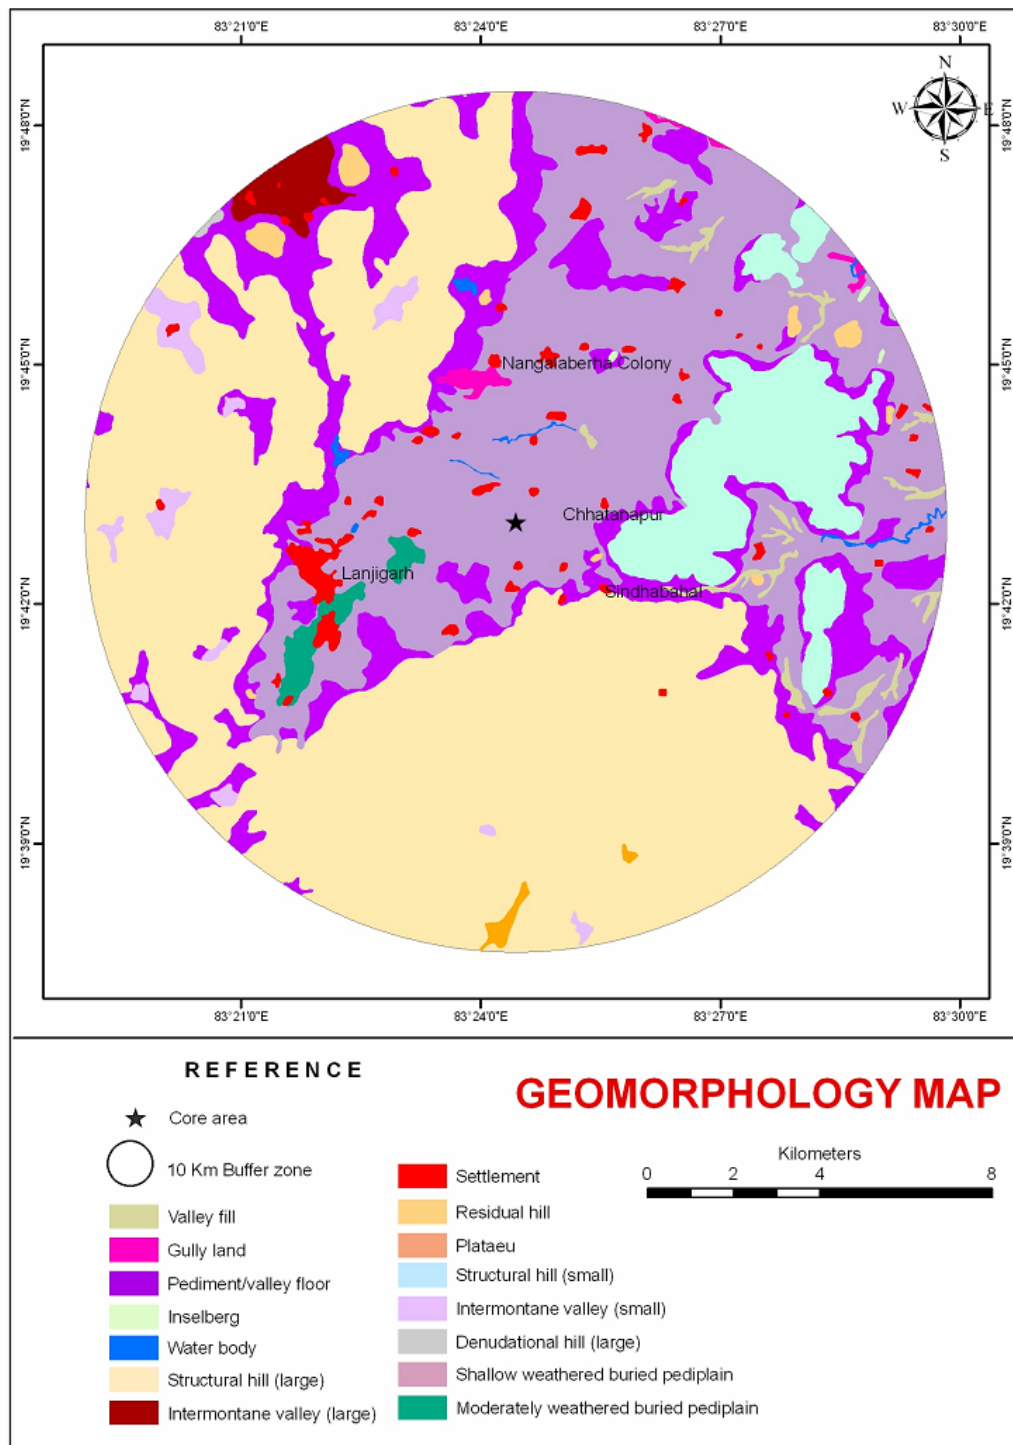 83°21'0"E 83°24'0"E 83°27'0"E 83°30'0"E
N
W E
S
19°48'0"N 19°48'0"N
19°45'0"N 19°45'0"N
Nangalaberha Colony
Chhatanapur
Lanjigarh
Sindhabahal
19°42'0"N 19°42'0"N
19°39'0"N 19°39'0"N
83°21'0"E 83°24'0"E 83°27'0"E 83°30'0"E
REFERENCE
GEOMORPHOLOGY MAP
Core area
10 Km Buffer zone
Valley fill
Gully land
Pediment/valley floor
Inselberg
Water body
Structural hill (large)
Intermontane valley (large)
Settlement
Residual hill
Plataeu
Structural hill (small)
Intermontane valley (small)
Denudational hill (large)
Shallow weathered buried pediplain
Moderately weathered buried pediplain
Kilometers
0 2 4 8